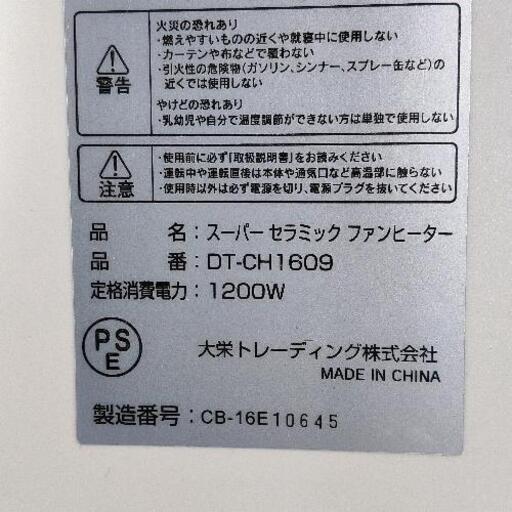 火災の恐れあり
・燃えやすいものの近くや就寝中に使用しない
・カーテンや布などで覆わない
・引火性の危険物(ガソリン、シンナー、スプレー缶など)の
近くでは使用しない
警告
やけどの恐れあり
・乳幼児や自分で温度調節ができない方は単独で使用しない
・使用前に必ず「取扱説明書」をお読みください
・運転中や運転直後は本体や通気口など高温部に触らない
・使用時以外は必ず電源を切り、電源プラグを抜いてください
注意
品 名:スーパー セラミック ファンヒーター
品 番:DT-CH1609
定格消費電力:1200W
PS
E
大栄トレーディング株式会社
MADE IN CHINA
製造番号:CB-16E10645